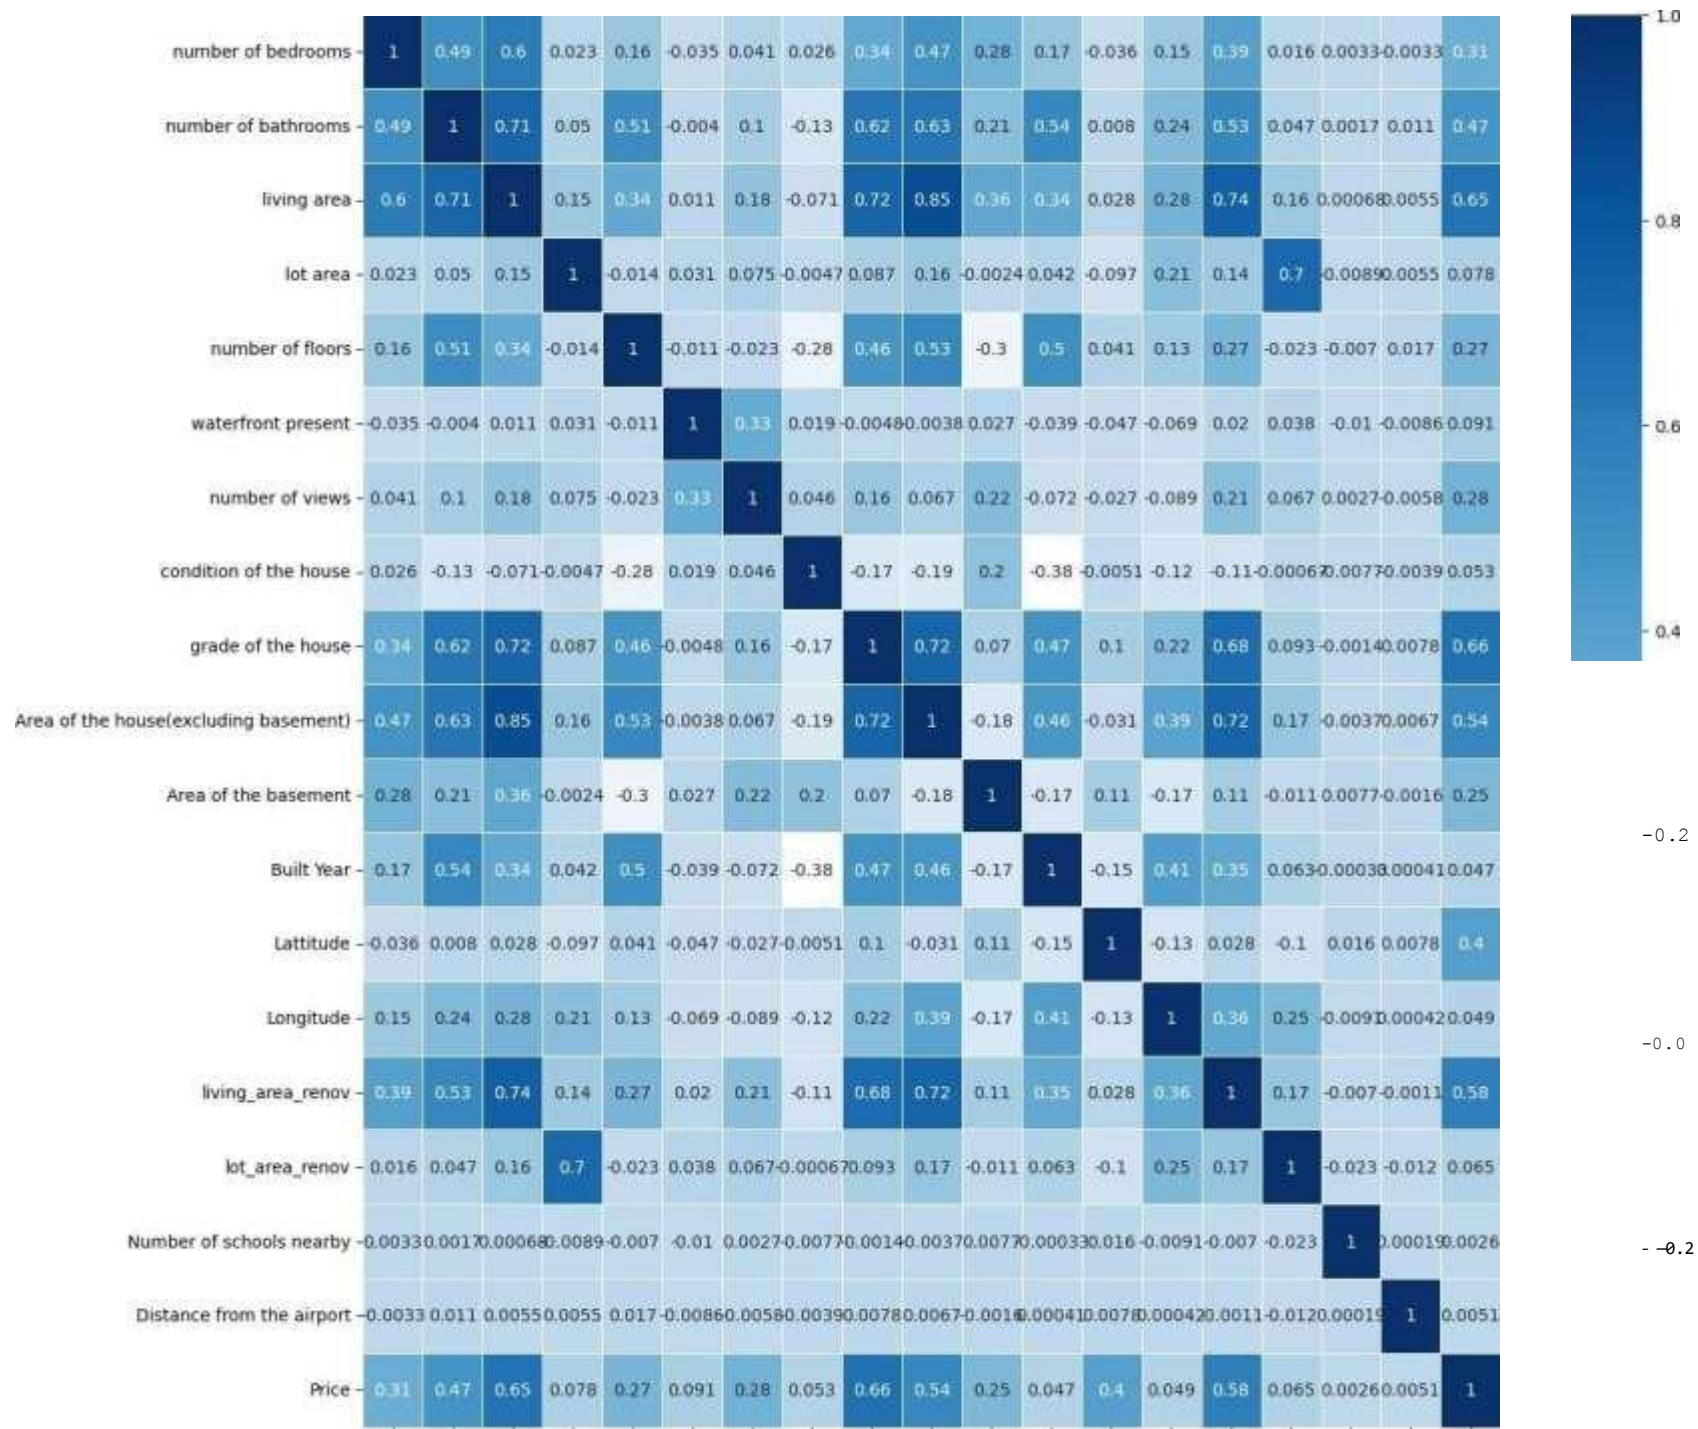 number of bedrooms 1 0.49 0.6 0.023 0.16 -0.035 0.041 0.026 0.34 0.47 0.28 0.17 -0.036 0.15 0.39 0.016 0.0033 -0.0033 0.31
number of bathrooms 0.49 1 0.71 0.05 0.51 -0.004 0.1 -0.13 0.62 0.63 0.21 0.54 0.008 0.24 0.53 0.047 0.0017 0.011 0.47
living area 0.6 0.71 1 0.15 0.34 0.011 0.18 -0.071 0.72 0.85 0.36 0.34 0.028 0.28 0.74 0.16 0.00068 0.0055 0.65
lot area 0.023 0.05 0.15 1 -0.014 0.031 0.075 -0.0047 0.087 0.16 -0.0024 0.042 -0.097 0.21 0.14 0.7 -0.0089 0.0055 0.078
number of floors 0.16 0.51 0.34 -0.014 1 -0.011 -0.023 -0.28 0.46 0.53 -0.3 0.5 0.041 0.13 0.27 -0.023 -0.007 0.017 0.27
waterfront present -0.035 -0.004 0.011 0.031 -0.011 1 0.33 0.019 -0.0048 -0.0038 0.027 -0.039 -0.047 -0.069 0.02 0.038 -0.01 -0.0086 0.091
number of views 0.041 0.1 0.18 0.075 -0.023 0.33 1 0.046 0.16 0.067 0.22 -0.072 -0.027 -0.089 0.21 0.067 0.0027 -0.0058 0.28
condition of the house 0.026 -0.13 -0.071 -0.0047 -0.28 0.019 0.046 1 -0.17 -0.19 0.2 -0.38 -0.0051 -0.12 -0.11 -0.00067 0.0077 -0.0039 0.053
grade of the house 0.34 0.62 0.72 0.087 0.46 -0.0048 0.16 -0.17 1 0.72 0.07 0.47 0.1 0.22 0.68 0.093 -0.0014 0.0078 0.66
Area of the house(excluding basement) 0.47 0.63 0.85 0.16 0.53 -0.0038 0.067 -0.19 0.72 1 -0.18 0.46 -0.031 0.39 0.72 0.17 -0.0037 0.0067 0.54
Area of the basement 0.28 0.21 0.36 -0.0024 -0.3 0.027 0.22 0.2 0.07 -0.18 1 -0.17 0.11 -0.17 0.11 -0.011 0.0077 -0.0016 0.25
Built Year 0.17 0.54 0.34 0.042 0.5 -0.039 -0.072 -0.38 0.47 0.46 -0.17 1 -0.15 0.41 0.35 0.063 -0.00033 0.00041 0.047
Lattitude -0.036 0.008 0.028 -0.097 0.041 -0.047 -0.027 -0.0051 0.1 -0.031 0.11 -0.15 1 -0.13 0.028 -0.1 0.016 0.0078 0.4
Longitude 0.15 0.24 0.28 0.21 0.13 -0.069 -0.089 -0.12 0.22 0.39 -0.17 0.41 -0.13 1 0.36 0.25 -0.0091 0.00042 0.049
living_area_renov 0.39 0.53 0.74 0.14 0.27 0.02 0.21 -0.11 0.68 0.72 0.11 0.35 0.028 0.36 1 0.17 -0.007 -0.0011 0.58
lot_area_renov 0.016 0.047 0.16 0.7 -0.023 0.038 0.067 -0.00067 0.093 0.17 -0.011 0.063 -0.1 0.25 0.17 1 -0.023 -0.012 0.065
Number of schools nearby -0.0033 0.0017 0.00068 0.0089 -0.007 -0.01 0.0027 -0.0077 -0.0014 -0.0037 0.0077 0.00033 0.016 -0.0091 -0.007 -0.023 1 0.00019 0.0026
Distance from the airport -0.0033 0.011 0.0055 0.0055 0.017 -0.0086 0.0058 0.0039 0.0078 0.0067 -0.0016 0.00041 0.0078 0.00042 0.0011 -0.012 0.00019 1 0.0051
Price 0.31 0.47 0.65 0.078 0.27 0.091 0.28 0.053 0.66 0.54 0.25 0.047 0.4 0.049 0.58 0.065 0.0026 0.0051 1
1.0
0.8
0.6
0.4
-0.2
-0.0
- -0.2